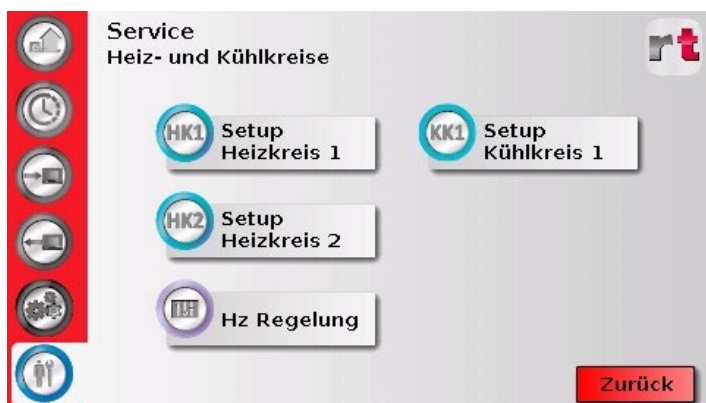 Service
Heiz- und Kühlkreise
rt
HK1
Setup
Heizkreis 1
KK1
Setup
Kühlkreis 1
HK2
Setup
Heizkreis 2
Hz Regelung
Zurück